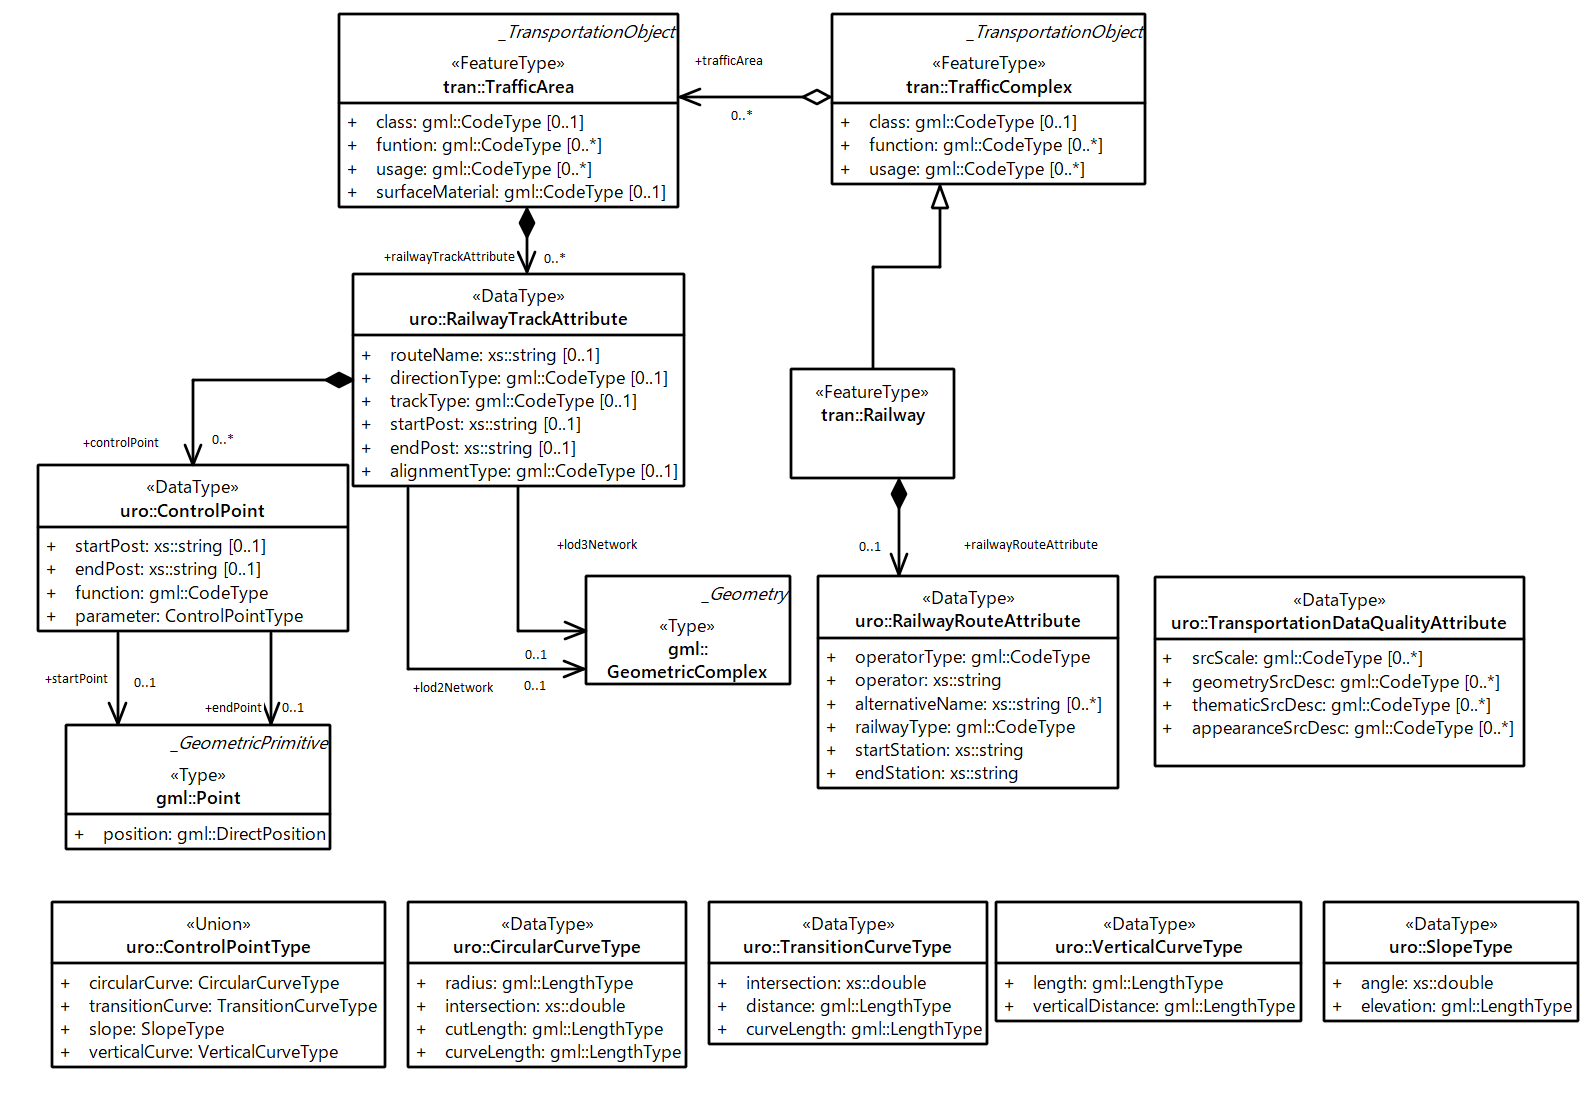 _TransportationObject
«FeatureType»
tran::TrafficArea
+ class: gml::CodeType [0..1]
+ funtion: gml::CodeType [0..*]
+ usage: gml::CodeType [0..*]
+ surfaceMaterial: gml::CodeType [0..1]
+trafficArea
0..*
_TransportationObject
«FeatureType»
tran::TrafficComplex
+ class: gml::CodeType [0..1]
+ function: gml::CodeType [0..*]
+ usage: gml::CodeType [0..*]
+railwayTrackAttribute
0..*
«DataType»
uro::RailwayTrackAttribute
+ routeName: xs::string [0..1]
+ directionType: gml::CodeType [0..1]
+ trackType: gml::CodeType [0..1]
+ startPost: xs::string [0..1]
+ endPost: xs::string [0..1]
+ alignmentType: gml::CodeType [0..1]
«FeatureType»
tran::Railway
+controlPoint
0..*
«DataType»
uro::ControlPoint
+ startPost: xs::string [0..1]
+ endPost: xs::string [0..1]
+ function: gml::CodeType
+ parameter: ControlPointType
+lod3Network
0..1
+lod2Network
0..1
_Geometry
«Type»
gml::
GeometricComplex
0..1
+railwayRouteAttribute
«DataType»
uro::RailwayRouteAttribute
+ operatorType: gml::CodeType
+ operator: xs::string
+ alternativeName: xs::string [0..*]
+ railwayType: gml::CodeType
+ startStation: xs::string
+ endStation: xs::string
«DataType»
uro::TransportationDataQualityAttribute
+ srcScale: gml::CodeType [0..*]
+ geometrySrcDesc: gml::CodeType [0..*]
+ thematicSrcDesc: gml::CodeType [0..*]
+ appearanceSrcDesc: gml::CodeType [0..*]
+startPoint
0..1
+endPoint
0..1
_GeometricPrimitive
«Type»
gml::Point
+ position: gml::DirectPosition
«Union»
uro::ControlPointType
+ circularCurve: CircularCurveType
+ transitionCurve: TransitionCurveType
+ slope: SlopeType
+ verticalCurve: VerticalCurveType
«DataType»
uro::CircularCurveType
+ radius: gml::LengthType
+ intersection: xs::double
+ cutLength: gml::LengthType
+ curveLength: gml::LengthType
«DataType»
uro::TransitionCurveType
+ intersection: xs::double
+ distance: gml::LengthType
+ curveLength: gml::LengthType
«DataType»
uro::VerticalCurveType
+ length: gml::LengthType
+ verticalDistance: gml::LengthType
«DataType»
uro::SlopeType
+ angle: xs::double
+ elevation: gml::LengthType